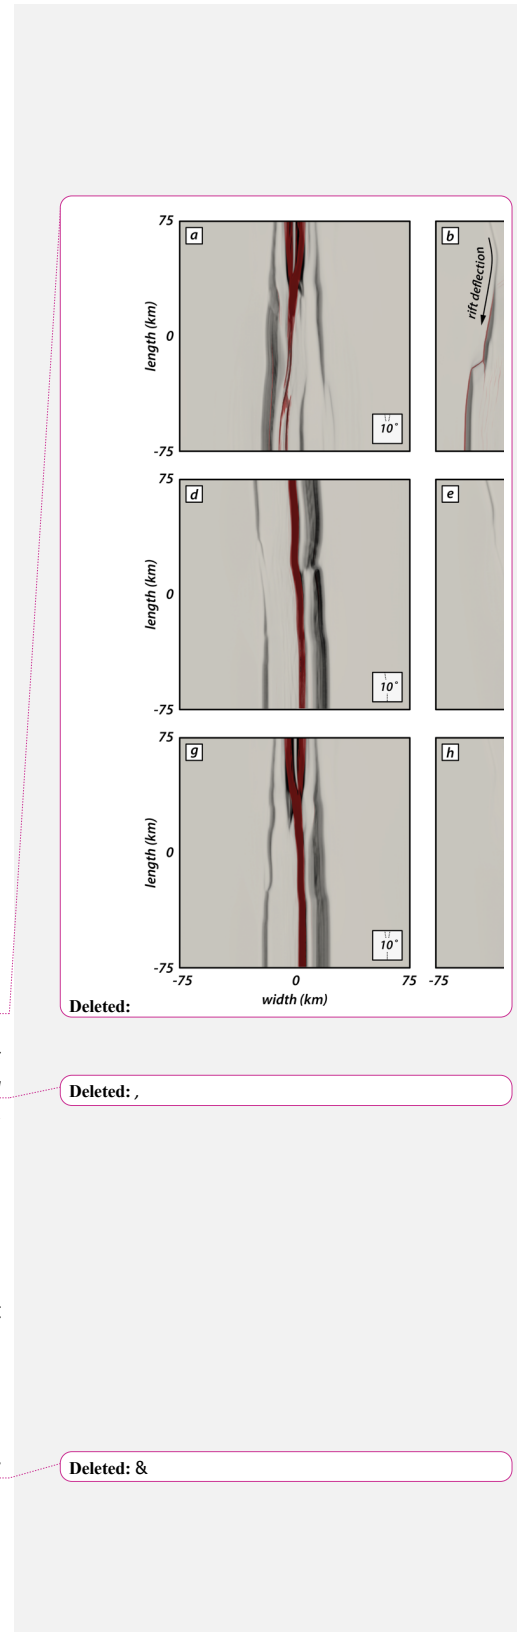 75 a b
rift deflection
length (km)
0
10°
-75
75 d e
length (km)
0
10°
-75
75 g h
length (km)
0
10°
-75
-75 0 75 -75
width (km)
Deleted:
Deleted: ,
Deleted: &